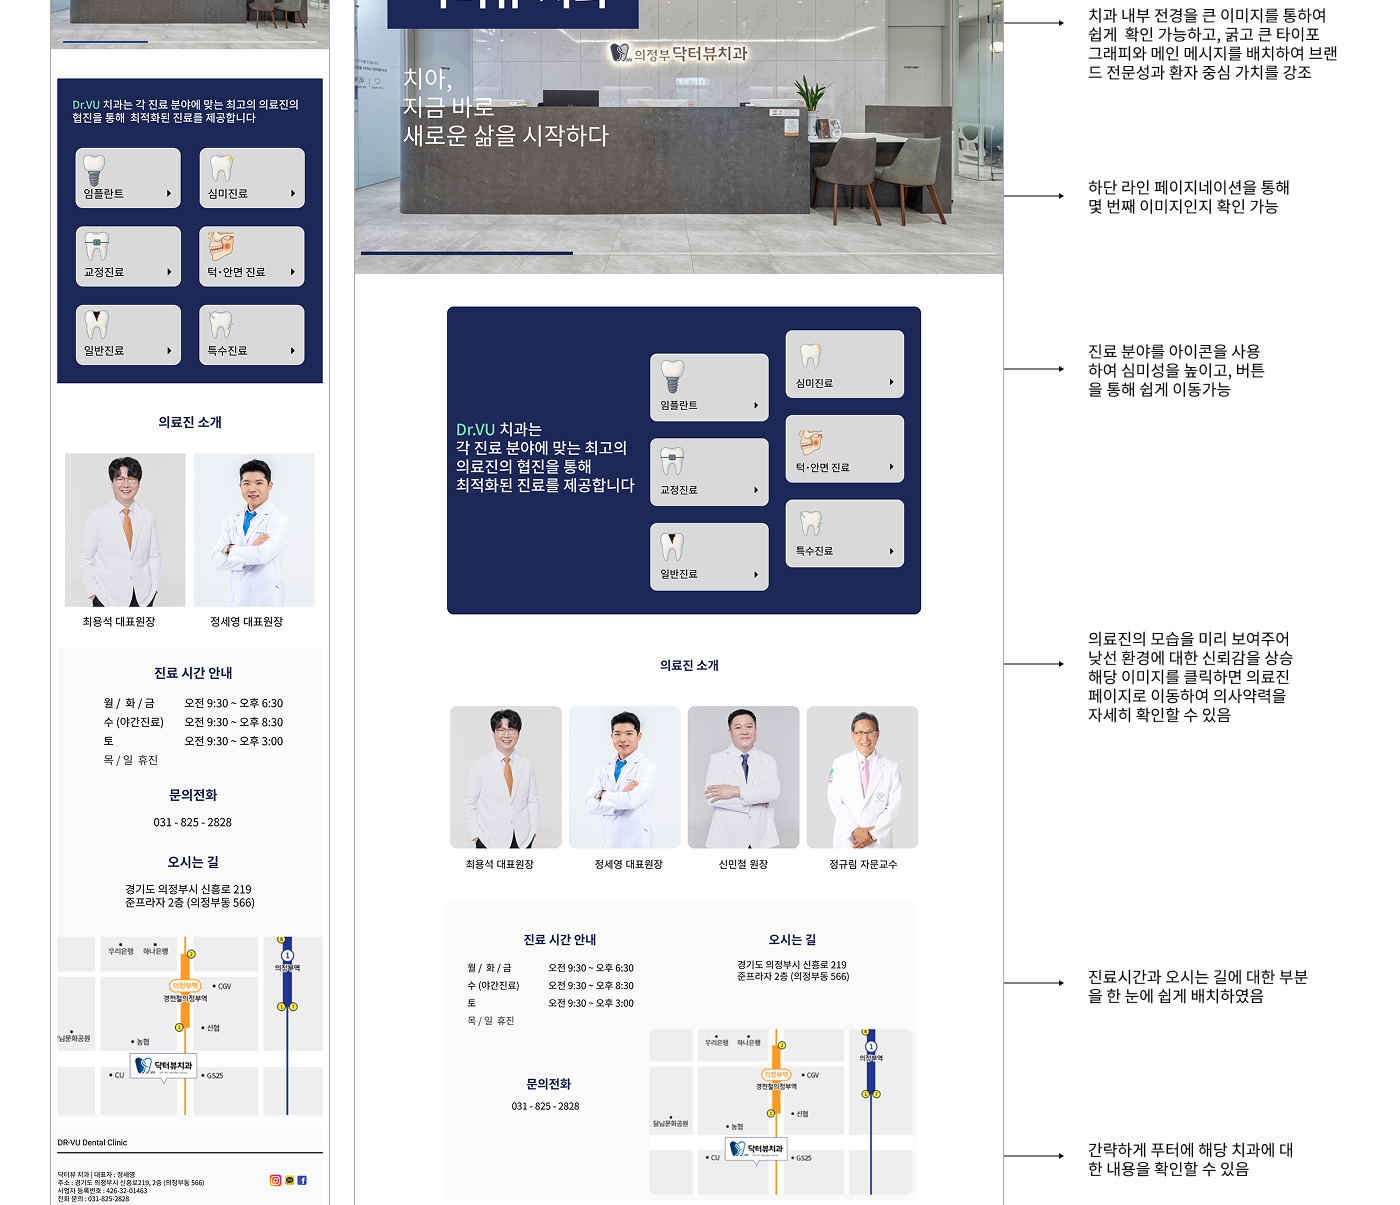 Dr.VU 치과는 각 진료 분야에 맞는 최고의 의료진의
협진을 통해 최적화된 진료를 제공합니다
임플란트
심미진료
교정진료
턱·안면 진료
일반진료
특수진료
의료진 소개
최용석 대표원장
정세영 대표원장
진료 시간 안내
월 / 화 / 금 오전 9:30 ~ 오후 6:30
수 (야간진료) 오전 9:30 ~ 오후 8:30
토 오전 9:30 ~ 오후 3:00
목 / 일 휴진
문의전화
031 - 825 - 2828
오시는 길
경기도 의정부시 신흥로 219
준프라자 2층 (의정부동 566)
우리은행
하나은행
2
8
1
의정부역
의정부역
CGV
경전철의정부역
1
7
1
신협
님문화공원
농협
닥터뷰치과
CU
GS25
DR-VU Dental Clinic
닥터뷰 치과 | 대표자 : 정세영
주소 : 경기도 의정부시 신흥로219, 2층 (의정부동 566)
사업자 등록번호 : 426-32-01463
전화 문의 : 031-825-2828
의정부 닥터뷰치과
치아,
지금 바로
새로운 삶을 시작하다
Dr.VU 치과는
각 진료 분야에 맞는 최고의
의료진의 협진을 통해
최적화된 진료를 제공합니다
임플란트
심미진료
교정진료
턱·안면 진료
일반진료
특수진료
의료진 소개
최용석 대표원장
정세영 대표원장
신민철 원장
정규림 자문교수
진료 시간 안내
월 / 화 / 금 오전 9:30 ~ 오후 6:30
수 (야간진료) 오전 9:30 ~ 오후 8:30
토 오전 9:30 ~ 오후 3:00
목 / 일 휴진
문의전화
031 - 825 - 2828
오시는 길
경기도 의정부시 신흥로 219
준프라자 2층 (의정부동 566)
우리은행
하나은행
2
8
1
의정부역
의정부역
CGV
경전철의정부역
1
7
1
신협
달님문화공원
농협
닥터뷰치과
CU
GS25
치과 내부 전경을 큰 이미지를 통하여
쉽게 확인 가능하고, 굵고 큰 타이포
그래피와 메인 메시지를 배치하여 브랜
드 전문성과 환자 중심 가치를 강조
하단 라인 페이지네이션을 통해
몇 번째 이미지인지 확인 가능
진료 분야를 아이콘을 사용
하여 심미성을 높이고, 버튼
을 통해 쉽게 이동가능
의료진의 모습을 미리 보여주어
낯선 환경에 대한 신뢰감을 상승
해당 이미지를 클릭하면 의료진
페이지로 이동하여 의사약력을
자세히 확인할 수 있음
진료시간과 오시는 길에 대한 부분
을 한 눈에 쉽게 배치하였음
간략하게 푸터에 해당 치과에 대
한 내용을 확인할 수 있음